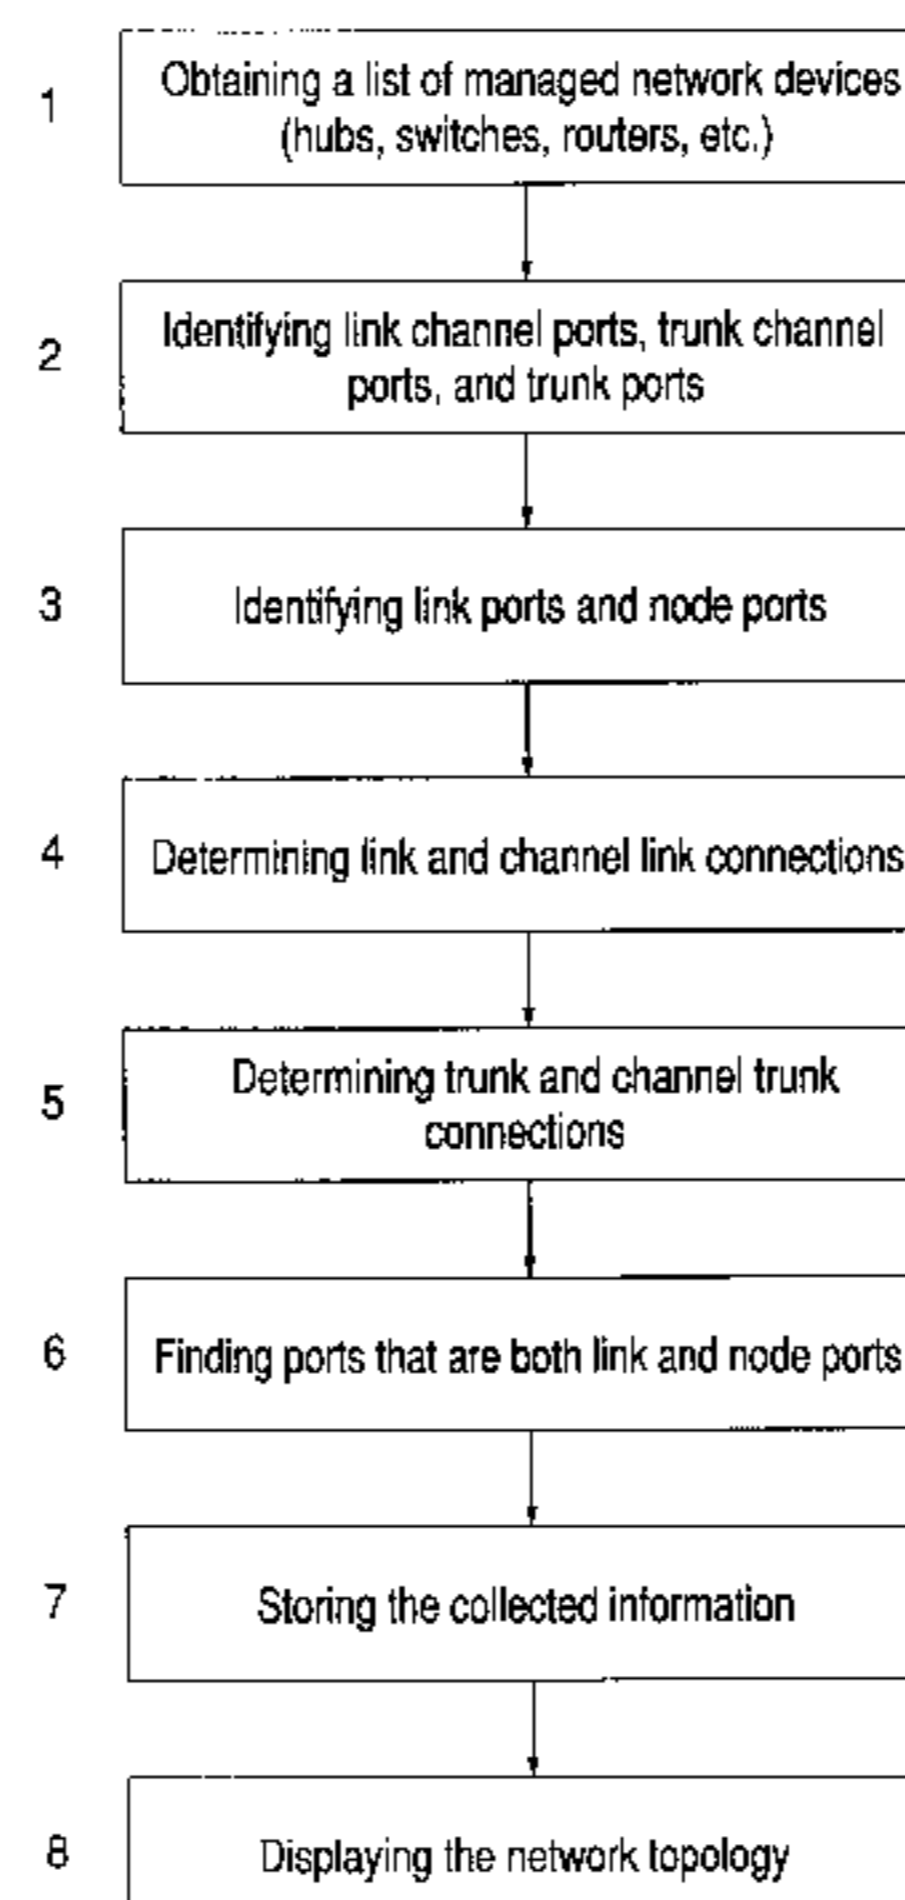 1
Obtaining a list of managed network devices
(hubs, switches, routers, etc.)
2
Identifying link channel ports, trunk channel
ports, and trunk ports
3
Identifying link ports and node ports
4
Determining link and channel link connections
5
Determining trunk and channel trunk
connections
6
Finding ports that are both link and node ports
7
Storing the collected information
8
Displaying the network topology